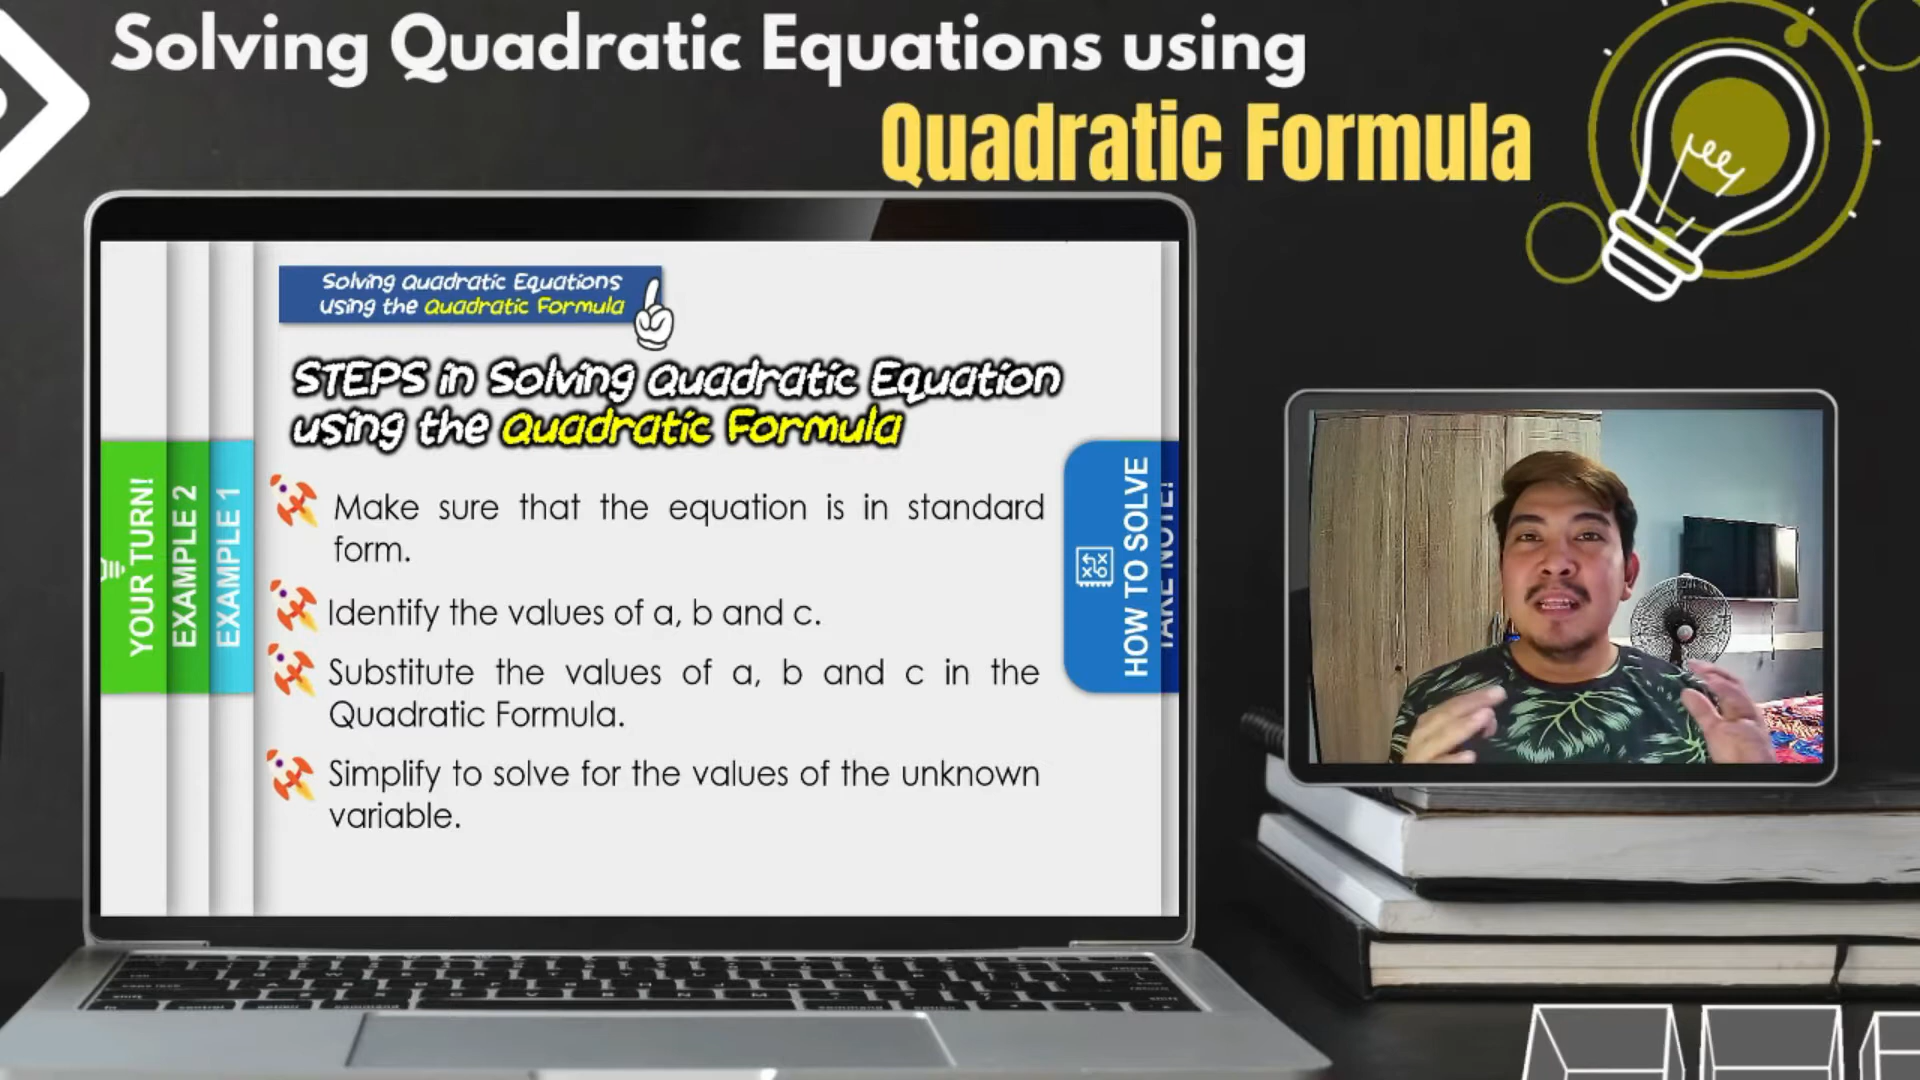 Solving Quadratic Equations using
Quadratic Formula
Solving Quadratic Equations
using the Quadratic Formula
STEPS in Solving Quadratic Equation
using the Quadratic Formula
Make sure that the equation is in standard
form.
Identify the values of a, b and c.
Substitute the values of a, b and c in the
Quadratic Formula.
Simplify to solve for the values of the unknown
variable.
YOUR TURN!
EXAMPLE 2
EXAMPLE 1
HOW TO SOLVE
TAKE NOTE!